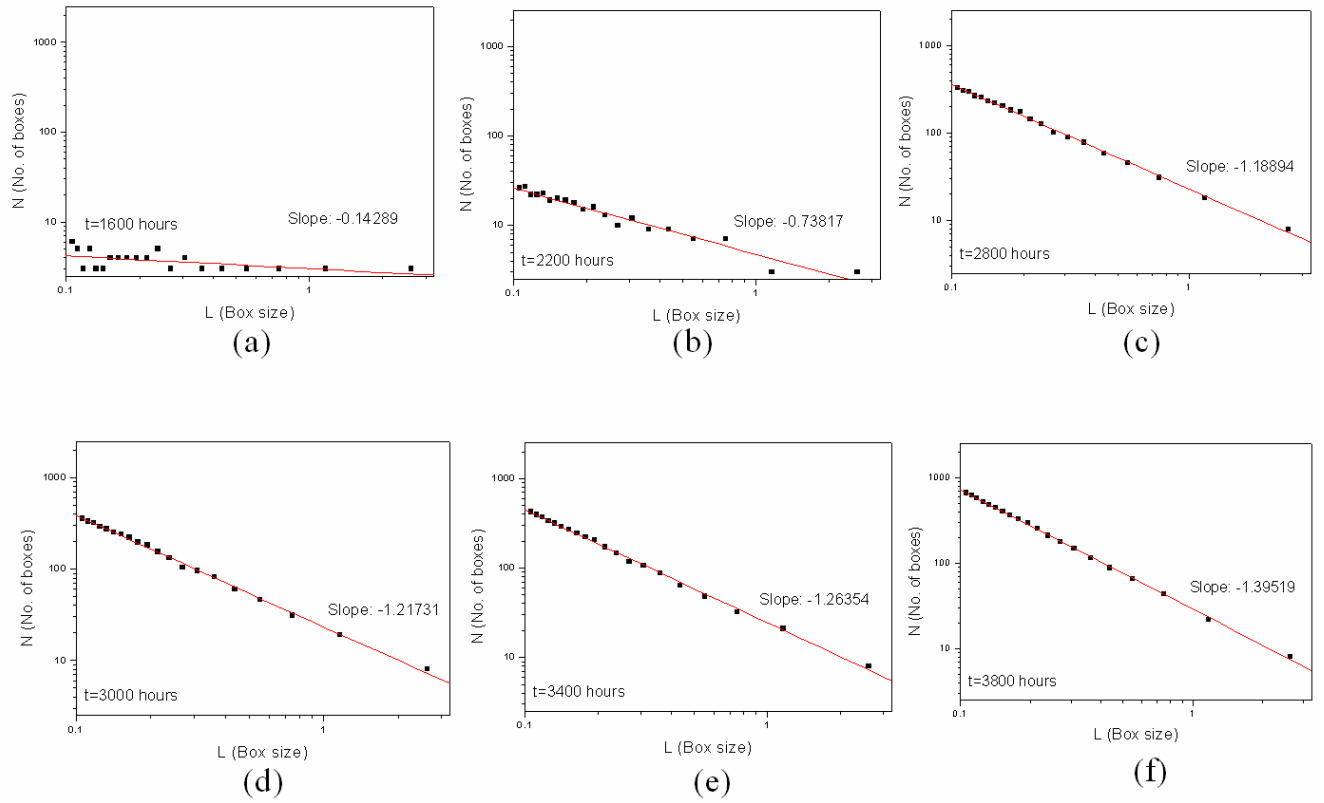 1000
100
10
N (No. of boxes)
t=1600 hours
Slope: -0.14289
0.1
1
L (Box size)
(a)
1000
100
10
N (No. of boxes)
t=2200 hours
Slope: -0.73817
0.1
1
L (Box size)
(b)
1000
100
10
N (No. of boxes)
Slope: -1.18894
t=2800 hours
0.1
1
L (Box size)
(c)
1000
100
10
N (No. of boxes)
Slope: -1.21731
t=3000 hours
0.1
1
L (Box size)
(d)
1000
100
10
N (No. of boxes)
Slope: -1.26354
t=3400 hours
0.1
1
L (Box size)
(e)
1000
100
10
N (No. of boxes)
Slope: -1.39519
t=3800 hours
0.1
1
L (Box size)
(f)